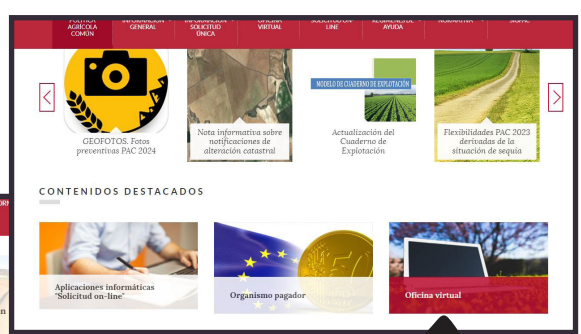 POLÍTICA
AGRÍCOLA
COMÚN
INFORMACIÓN
GENERAL
INFORMACIÓN
SOLICITUD
ÚNICA
OFICINA
VIRTUAL
SOLICITUD ON-
LINE
REGÍMENES DE
AYUDA
NORMATIVA
SIGPAC
GEOFOTOS. Fotos
preventivas PAC 2024
Nota informativa sobre
notificaciones de
alteración catastral
MODELO DE CUADERNO DE EXPLOTACIÓN
Actualización del
Cuaderno de
Explotación
Flexibilidades PAC 2023
derivadas de la
situación de sequía
CONTENIDOS DESTACADOS
Aplicaciones informáticas
"Solicitud on-line"
Organismo pagador
Oficina virtual